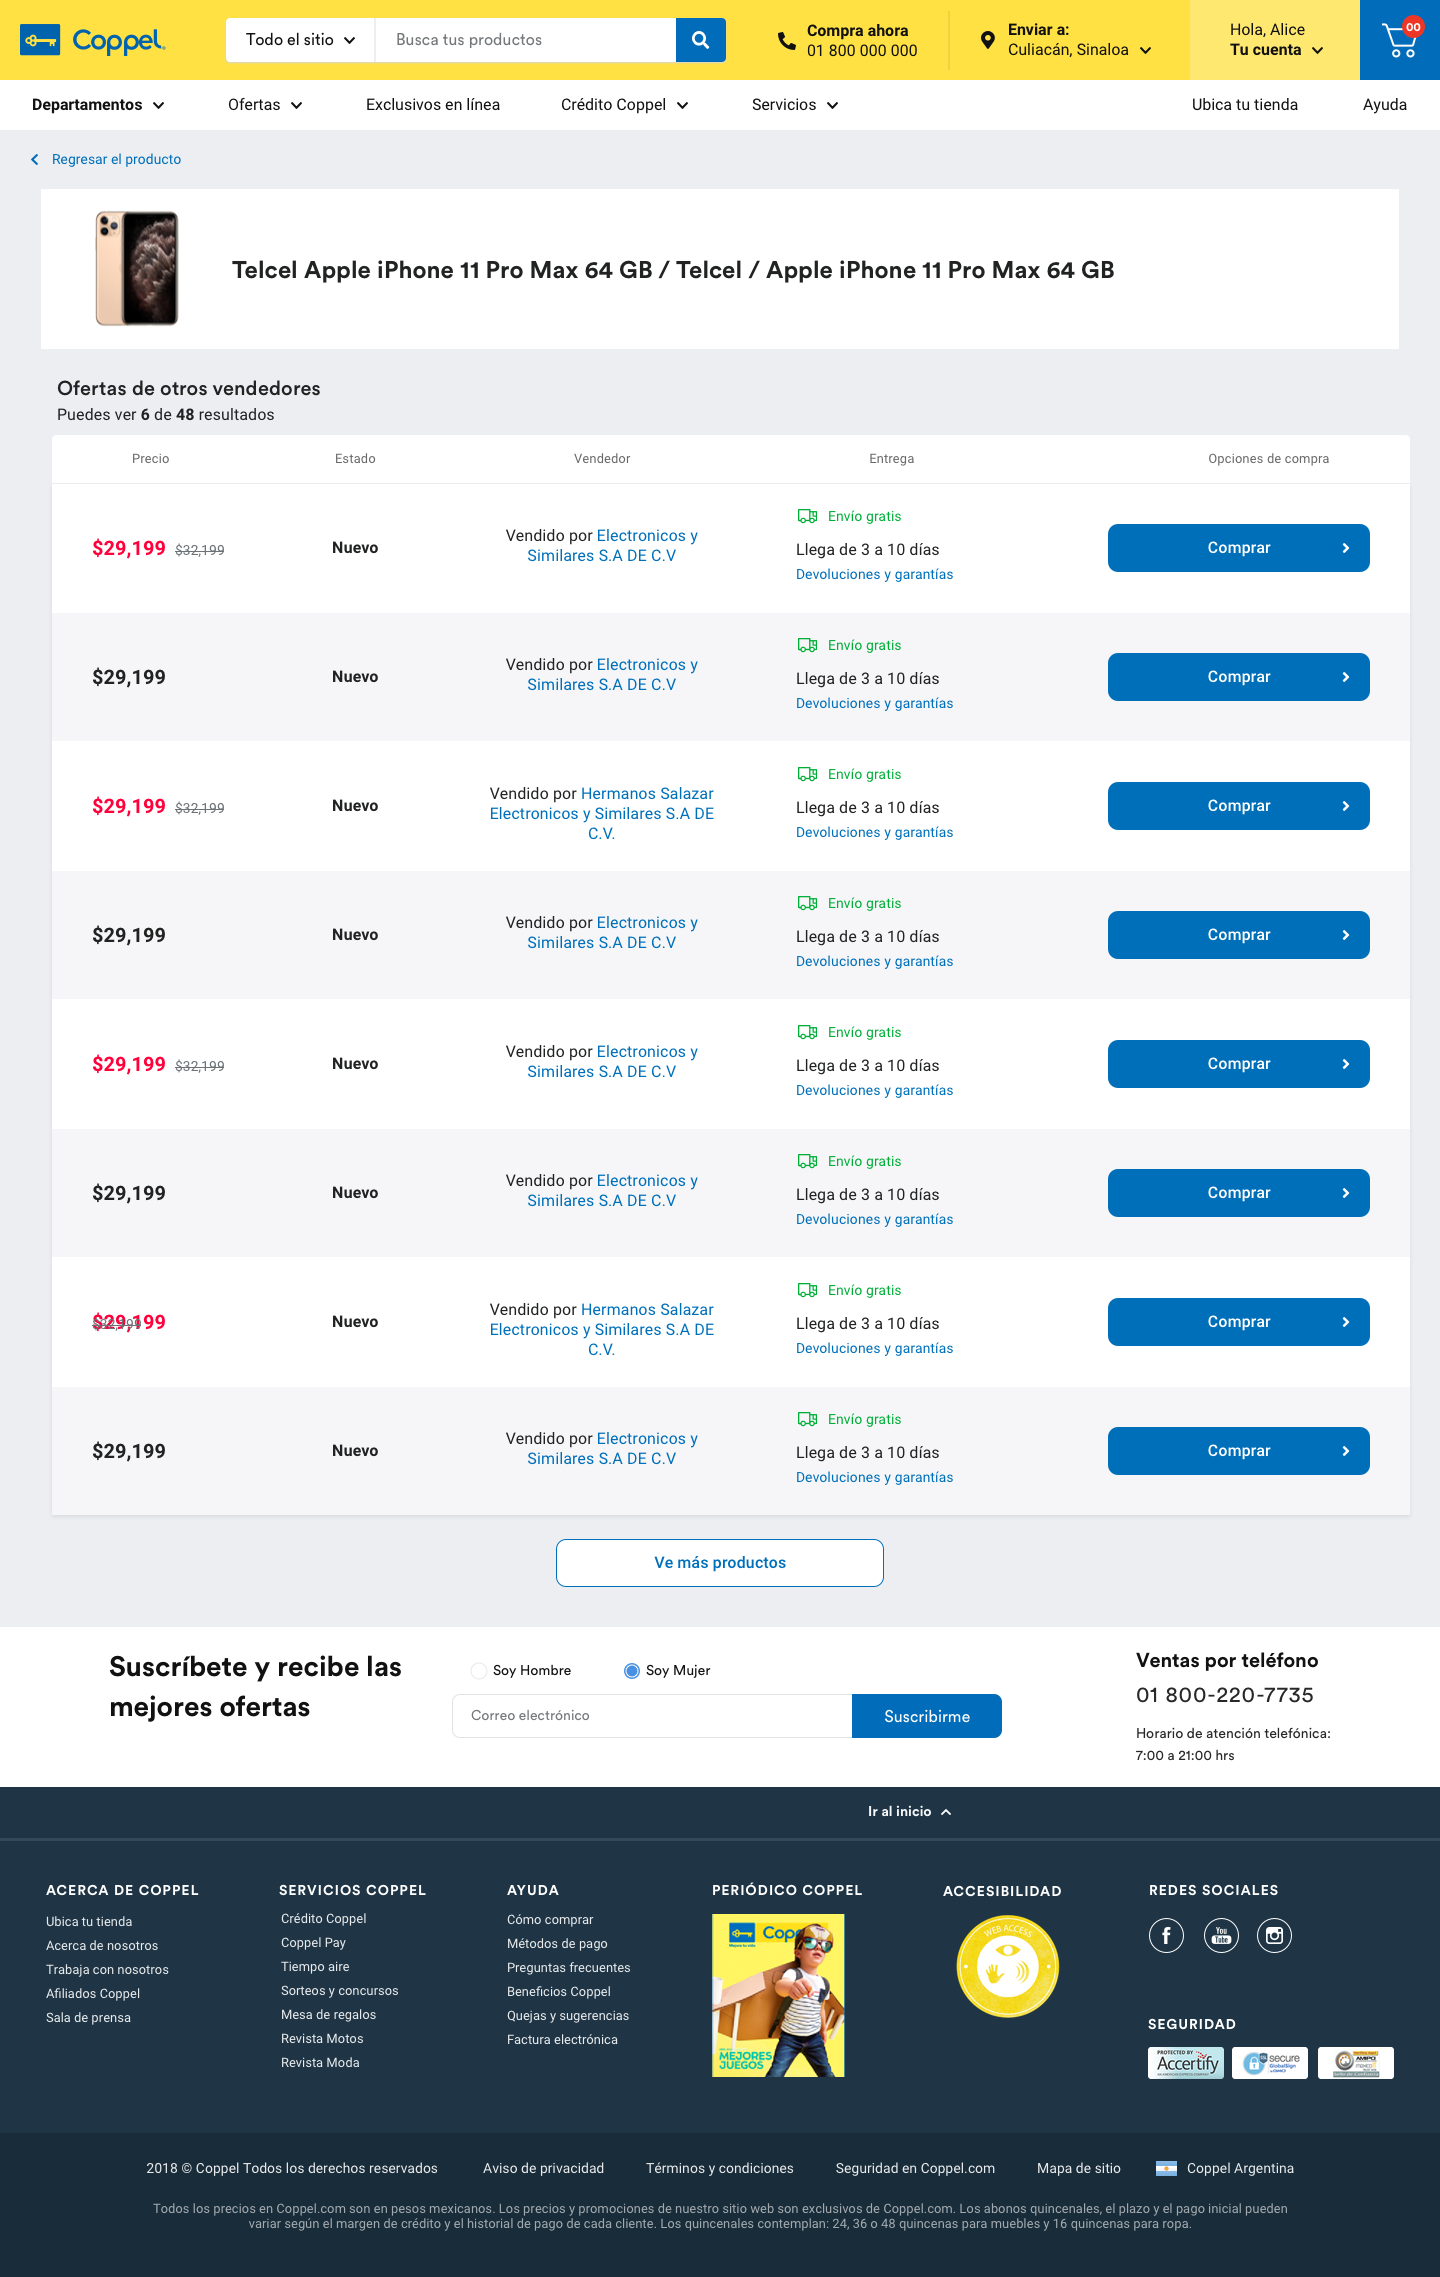 Coppel
Todo el sitio
Busca tus productos
Compra ahora
01 800 000 000
Enviar a:
Culiacán, Sinaloa
Hola, Alice
Tu cuenta
00
Departamentos
Ofertas
Exclusivos en línea
Crédito Coppel
Servicios
Ubica tu tienda
Ayuda
Regresar el producto
Telcel Apple iPhone 11 Pro Max 64 GB / Telcel / Apple iPhone 11 Pro Max 64 GB
Ofertas de otros vendedores
Puedes ver 6 de 48 resultados
Precio
Estado
Vendedor
Entrega
Opciones de compra
$29,199 $32,199
Nuevo
Vendido por Electronicos y
Similares S.A DE C.V
Envío gratis
Llega de 3 a 10 días
Devoluciones y garantías
Comprar
$29,199
Nuevo
Vendido por Electronicos y
Similares S.A DE C.V
Envío gratis
Llega de 3 a 10 días
Devoluciones y garantías
Comprar
$29,199 $32,199
Nuevo
Vendido por Hermanos Salazar
Electronicos y Similares S.A DE
C.V.
Envío gratis
Llega de 3 a 10 días
Devoluciones y garantías
Comprar
$29,199
Nuevo
Vendido por Electronicos y
Similares S.A DE C.V
Envío gratis
Llega de 3 a 10 días
Devoluciones y garantías
Comprar
$29,199 $32,199
Nuevo
Vendido por Electronicos y
Similares S.A DE C.V
Envío gratis
Llega de 3 a 10 días
Devoluciones y garantías
Comprar
$29,199
Nuevo
Vendido por Electronicos y
Similares S.A DE C.V
Envío gratis
Llega de 3 a 10 días
Devoluciones y garantías
Comprar
$29,199 $32,199
Nuevo
Vendido por Hermanos Salazar
Electronicos y Similares S.A DE
C.V.
Envío gratis
Llega de 3 a 10 días
Devoluciones y garantías
Comprar
$29,199
Nuevo
Vendido por Electronicos y
Similares S.A DE C.V
Envío gratis
Llega de 3 a 10 días
Devoluciones y garantías
Comprar
Ve más productos
Suscríbete y recibe las
mejores ofertas
Soy Hombre
Soy Mujer
Correo electrónico
Suscribirme
Ventas por teléfono
01 800-220-7735
Horario de atención telefónica:
7:00 a 21:00 hrs
Ir al inicio
ACERCA DE COPPEL
Ubica tu tienda
Acerca de nosotros
Trabaja con nosotros
Afiliados Coppel
Sala de prensa
SERVICIOS COPPEL
Crédito Coppel
Coppel Pay
Tiempo aire
Sorteos y concursos
Mesa de regalos
Revista Motos
Revista Moda
AYUDA
Cómo comprar
Métodos de pago
Preguntas frecuentes
Beneficios Coppel
Quejas y sugerencias
Factura electrónica
PERIÓDICO COPPEL
Cop
MEJORES
JUEGOS
ACCESIBILIDAD
WEB ACCESS
REDES SOCIALES
You
Tube
SEGURIDAD
PROTECTED BY
Accertify
secure
GlobalSign
AMIPCI
2018 © Coppel Todos los derechos reservados
Aviso de privacidad
Términos y condiciones
Seguridad en Coppel.com
Mapa de sitio
Coppel Argentina
Todos los precios en Coppel.com son en pesos mexicanos. Los precios y promociones de nuestro sitio web son exclusivos de Coppel.com. Los abonos quincenales, el plazo y el pago inicial pueden
variar según el margen de crédito y el historial de pago de cada cliente. Los quincenales contemplan: 24, 36 o 48 quincenas para muebles y 16 quincenas para ropa.